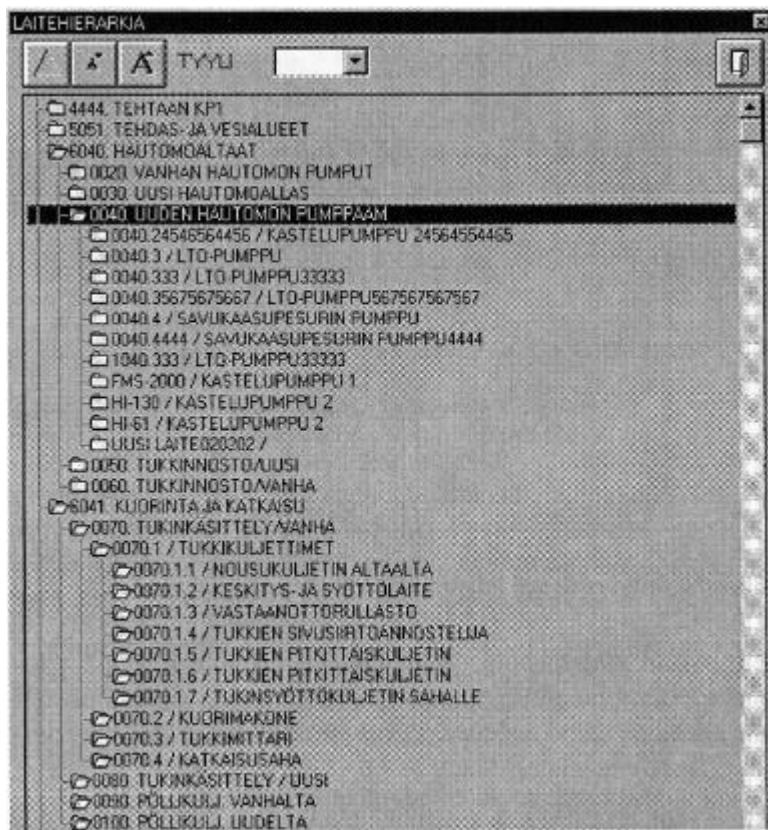 LAITEHIERARKIA
TYYLI
4444. TEHTAAN KP1
5051. TEHDAS- JA VESIALUEET
6040. HAUTOMOALTAAT
0020. VANHAN HAUTOMON PUMPUT
0030. UUSI HAUTOMOALLAS
0040. UUDEN HAUTOMON PUMPPAAM
0040.24546564456 / KASTELUPUMPPU 24564554465
0040.3 / LTO-PUMPPU
0040.333 / LTO-PUMPPU33333
0040.35675675667 / LTO-PUMPPU567567567567
0040.4 / SAVUKAASUPESURIN PUMPPU
0040.4444 / SAVUKAASUPESURIN PUMPPU4444
1040.333 / LTO-PUMPPU33333
FMS-2000 / KASTELUPUMPPU 1
HI-130 / KASTELUPUMPPU 2
HI-61 / KASTELUPUMPPU 2
UUSI LAITE020202 /
0050. TUKKINNOSTO/UUSI
0060. TUKKINNOSTO/VANHA
6041. KUORINTA JA KATKAISU
0070. TUKINKÄSITTELY/VANHA
0070.1 / TUKKIKULJETTIMET
0070.1.1 / NOUSUKULJETIN ALTAALTA
0070.1.2 / KESKITYS- JA SYÖTTÖLAITE
0070.1.3 / VASTAANOTTORULLASTO
0070.1.4 / TUKKIEN SIVUSIIRTOANNOSTELIJA
0070.1.5 / TUKKIEN PITKITTÄISKULJETIN
0070.1.6 / TUKKIEN PITKITTÄISKULJETIN
0070.1.7 / TUKINSYÖTTÖKULJETIN SAHALLE
0070.2 / KUORIMAKONE
0070.3 / TUKKIMITTARI
0070.4 / KATKAISUSAHA
0080. TUKINKÄSITTELY / UUSI
0090. PÖLLIKULJ. VANHALTA
0100. PÖLLIKULJ. UUDELTA